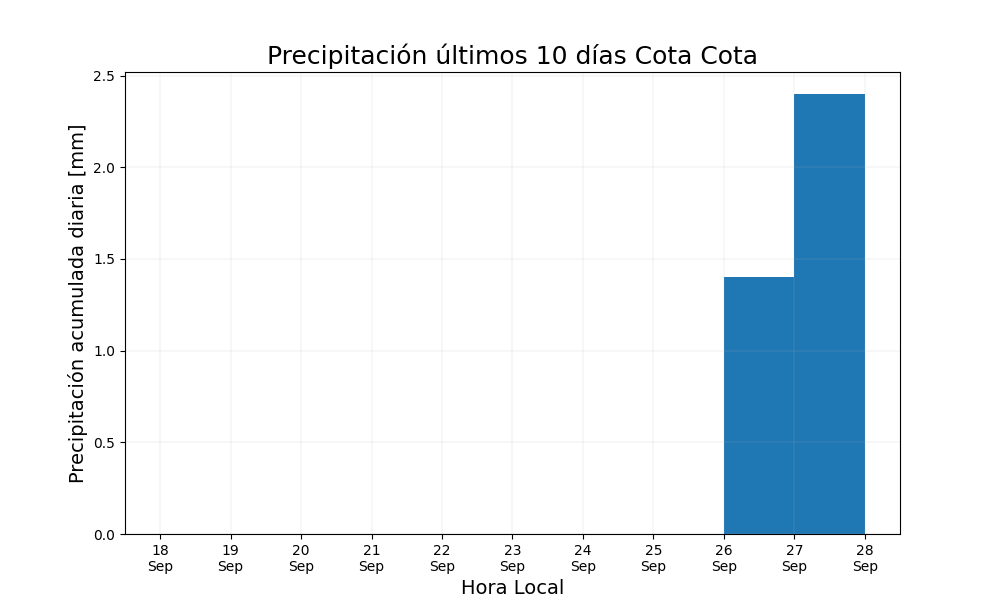 Precipitación últimos 10 días Cota Cota
Precipitación acumulada diaria [mm]
2.5
2.0
1.5
1.0
0.5
0.0
18 19 20 21 22 23 24 25 26 27 28
Sep Sep Sep Sep Sep Sep Sep Sep Sep Sep Sep
Hora Local